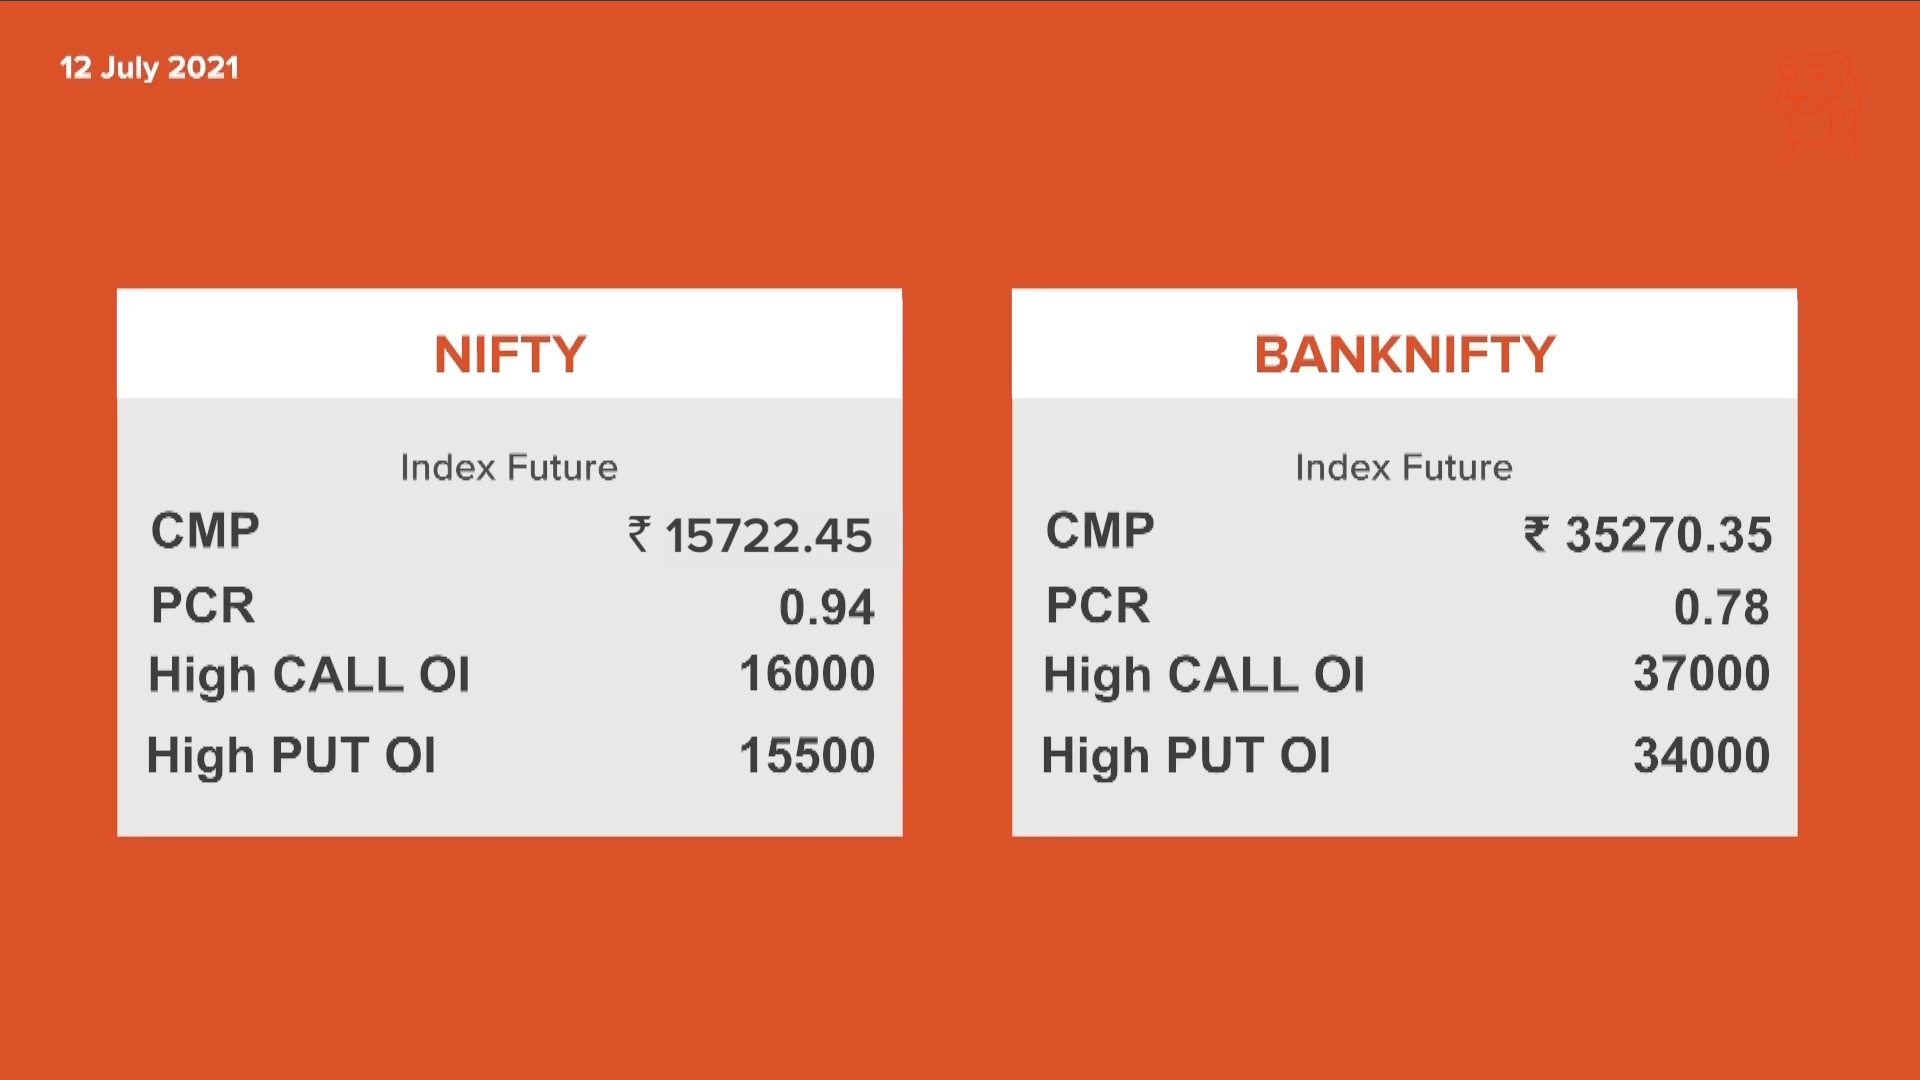 12 July 2021
NIFTY
Index Future
CMP ₹ 15722.45
PCR 0.94
High CALL OI 16000
High PUT OI 15500
BANKNIFTY
Index Future
CMP ₹ 35270.35
PCR 0.78
High CALL OI 37000
High PUT OI 34000